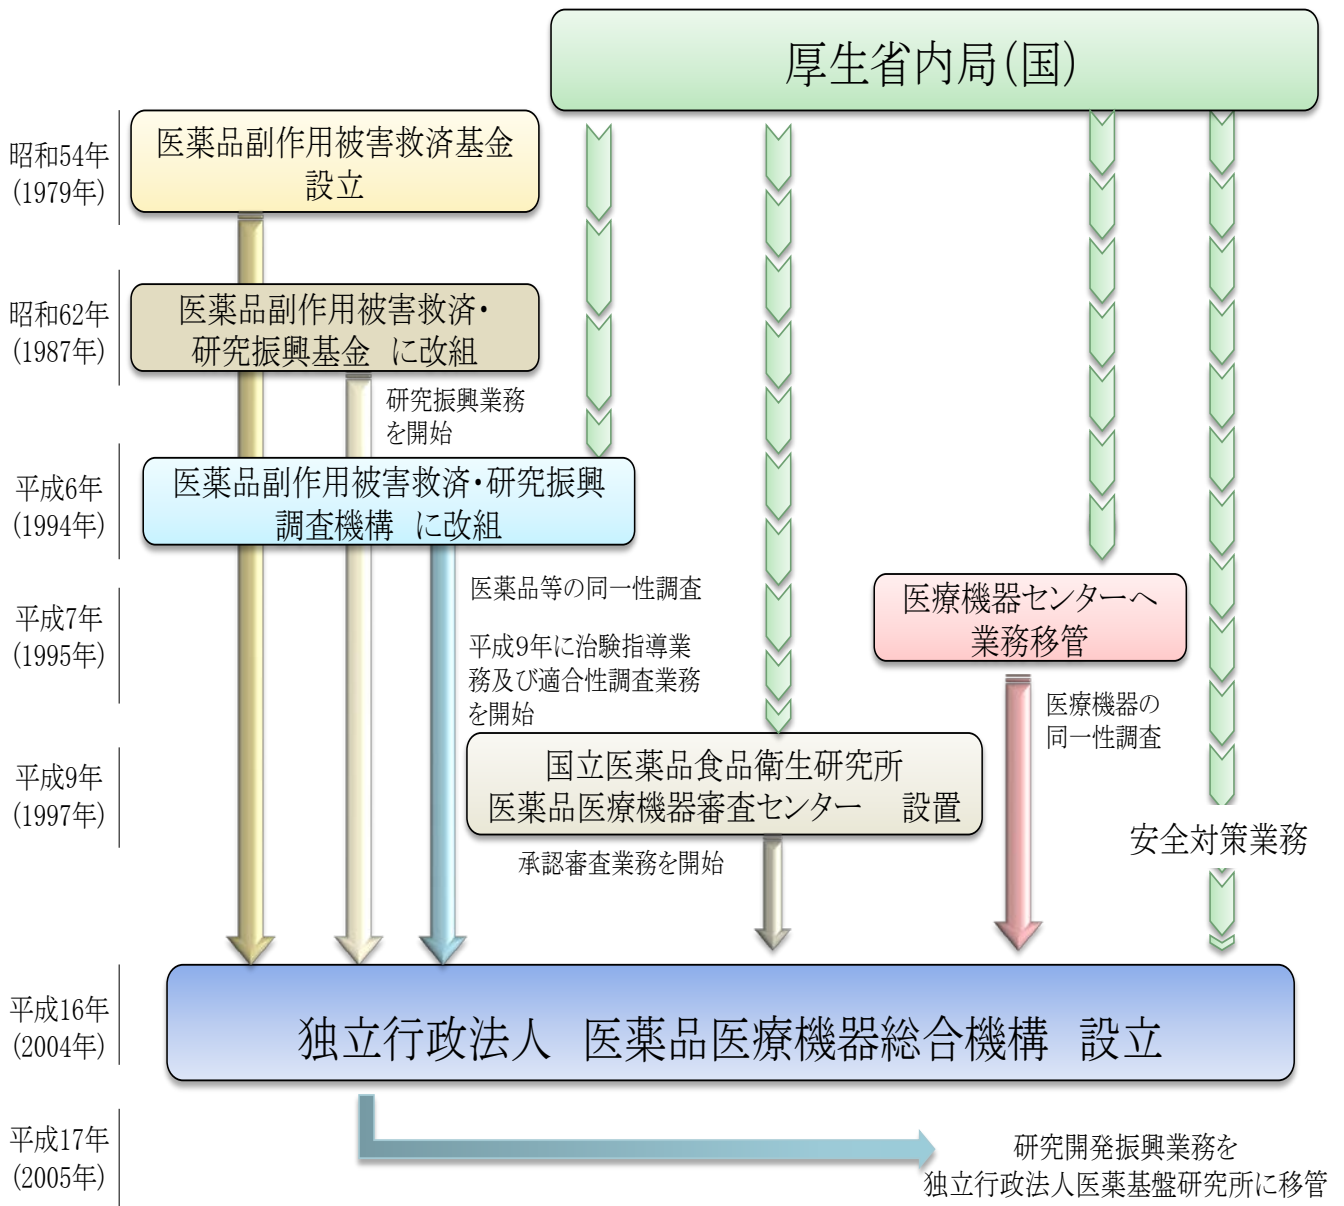 厚生省内局(国)
昭和54年
(1979年)
医薬品副作用被害救済基金
設立
昭和62年
(1987年)
医薬品副作用被害救済・
研究振興基金 に改組
研究振興業務
を開始
平成6年
(1994年)
医薬品副作用被害救済・研究振興
調査機構 に改組
医薬品等の同一性調査
平成9年に治験指導業
務及び適合性調査業務
を開始
平成7年
(1995年)
医療機器センターへ
業務移管
医療機器の
同一性調査
平成9年
(1997年)
国立医薬品食品衛生研究所
医薬品医療機器審査センター 設置
承認審査業務を開始
安全対策業務
平成16年
(2004年)
独立行政法人 医薬品医療機器総合機構 設立
平成17年
(2005年)
研究開発振興業務を
独立行政法人医薬基盤研究所に移管